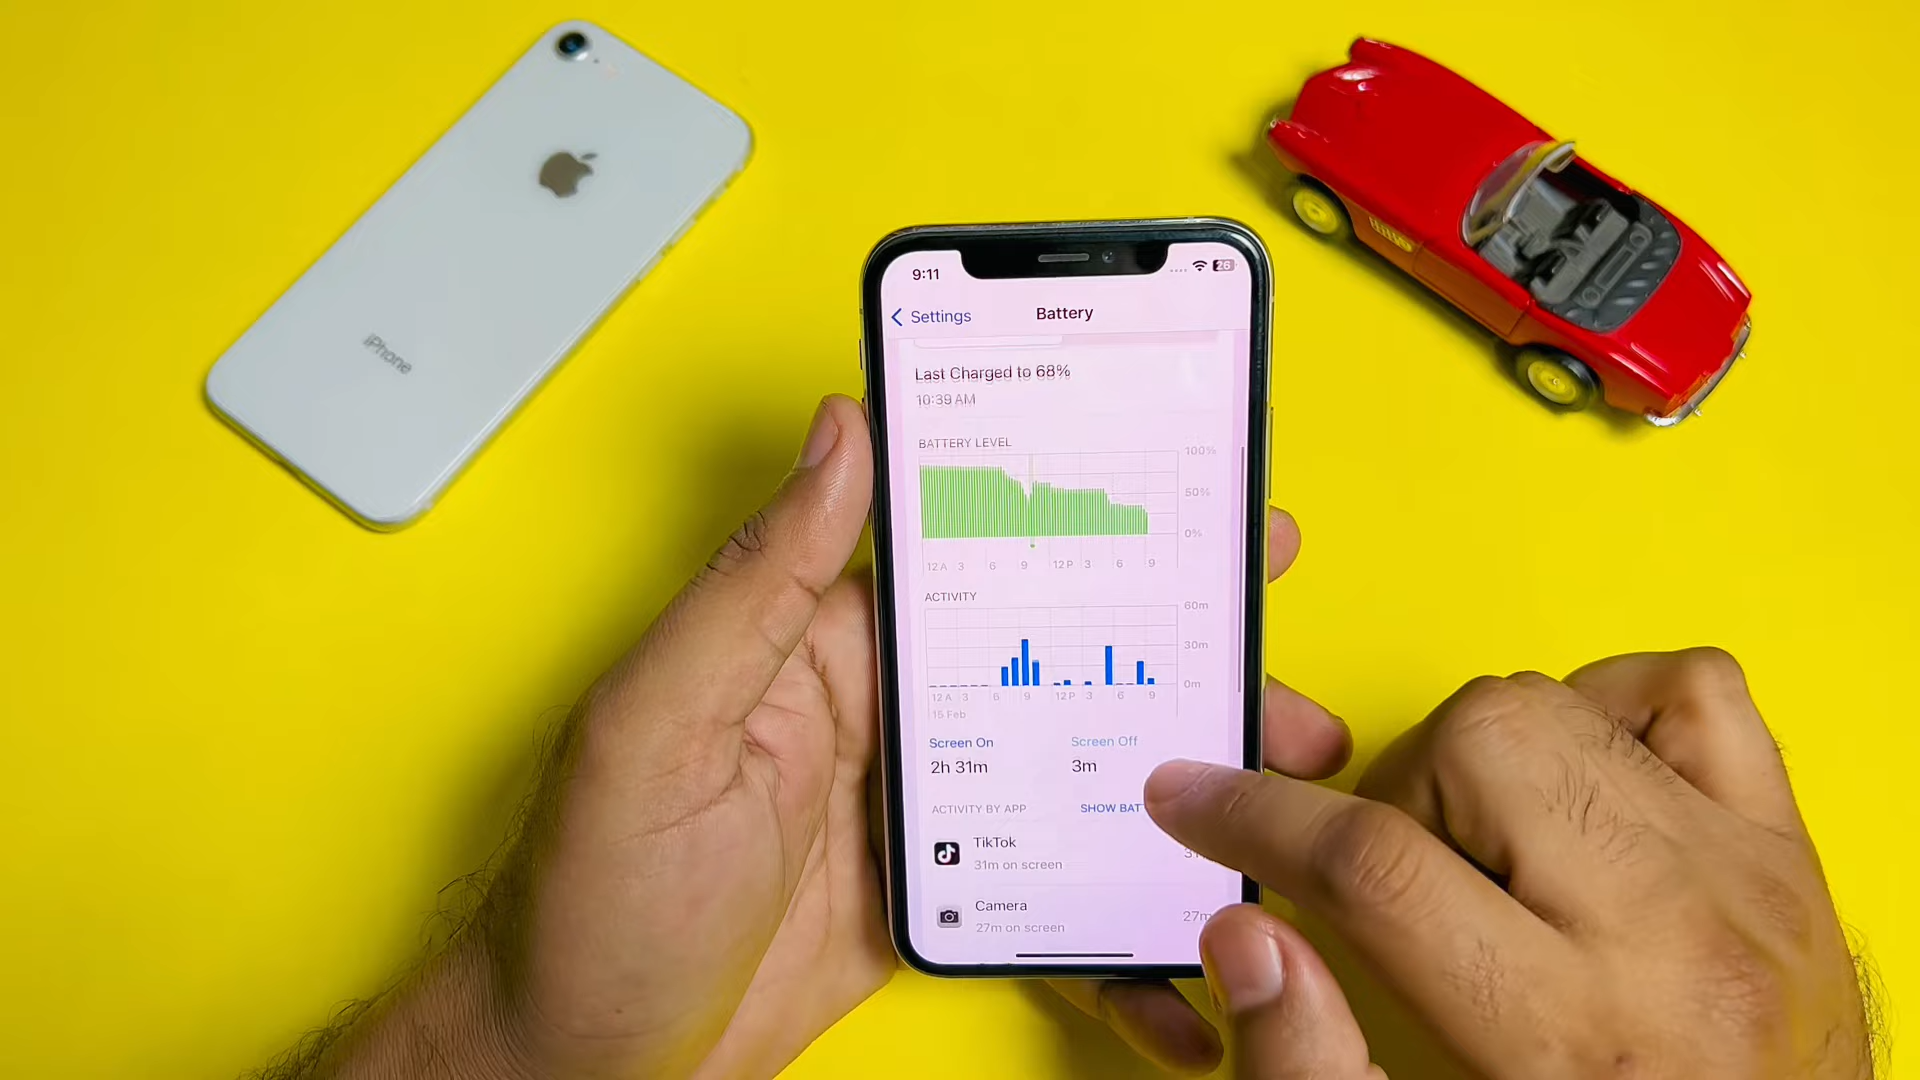 iPhone
9:11
26
Settings
Battery
Last Charged to 68%
10:39 AM
BATTERY LEVEL
100%
50%
0%
12 A 3 6 9 12 P 3 6 9
ACTIVITY
60m
30m
0m
12 A 3 6 9 12 P 3 6 9
15 Feb
Screen On
Screen Off
2h 31m
3m
ACTIVITY BY APP
SHOW BAT
TikTok
31m on screen
Camera
27m on screen
27m